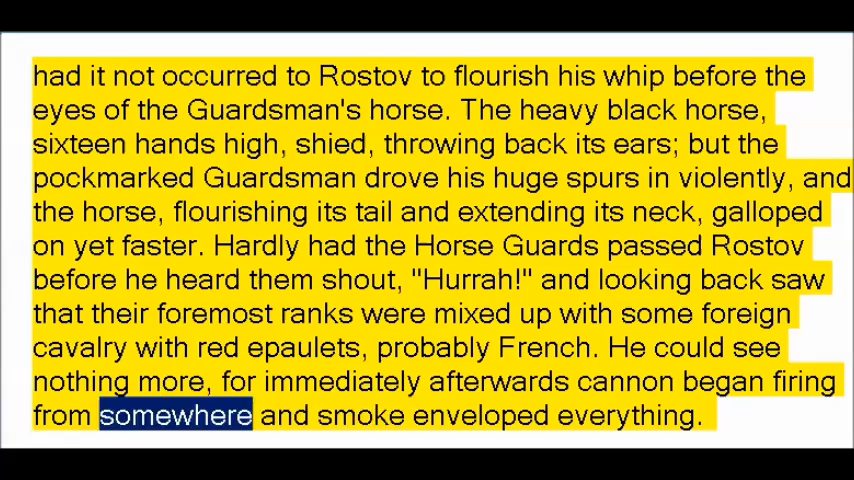 had it not occurred to Rostov to flourish his whip before the
eyes of the Guardsman's horse. The heavy black horse,
sixteen hands high, shied, throwing back its ears; but the
pockmarked Guardsman drove his huge spurs in violently, and
the horse, flourishing its tail and extending its neck, galloped
on yet faster. Hardly had the Horse Guards passed Rostov
before he heard them shout, "Hurrah!" and looking back saw
that their foremost ranks were mixed up with some foreign
cavalry with red epaulets, probably French. He could see
nothing more, for immediately afterwards cannon began firing
from somewhere and smoke enveloped everything.